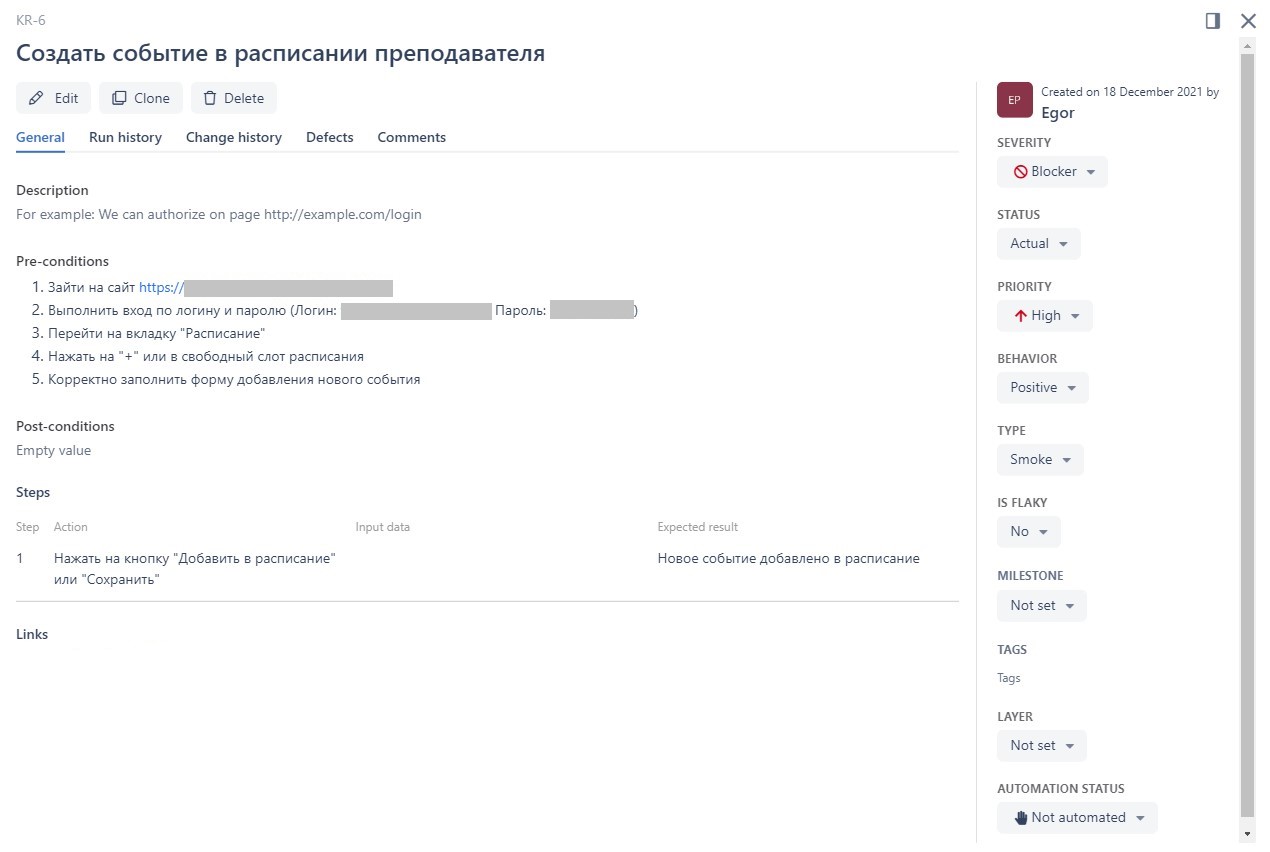 KR-6
Создать событие в расписании преподавателя
Edit Clone Delete
General Run history Change history Defects Comments
Description
For example: We can authorize on page http://example.com/login
Pre-conditions
1. Зайти на сайт https://
2. Выполнить вход по логину и паролю (Логин: Пароль: )
3. Перейти на вкладку "Расписание"
4. Нажать на "+" или в свободный слот расписания
5. Корректно заполнить форму добавления нового события
Post-conditions
Empty value
Steps
Step Action Input data Expected result
1 Нажать на кнопку "Добавить в расписание" Новое событие добавлено в расписание
или "Сохранить"
Links
EP
Created on 18 December 2021 by
Egor
SEVERITY
Blocker
STATUS
Actual
PRIORITY
High
BEHAVIOR
Positive
TYPE
Smoke
IS FLAKY
No
MILESTONE
Not set
TAGS
Tags
LAYER
Not set
AUTOMATION STATUS
Not automated